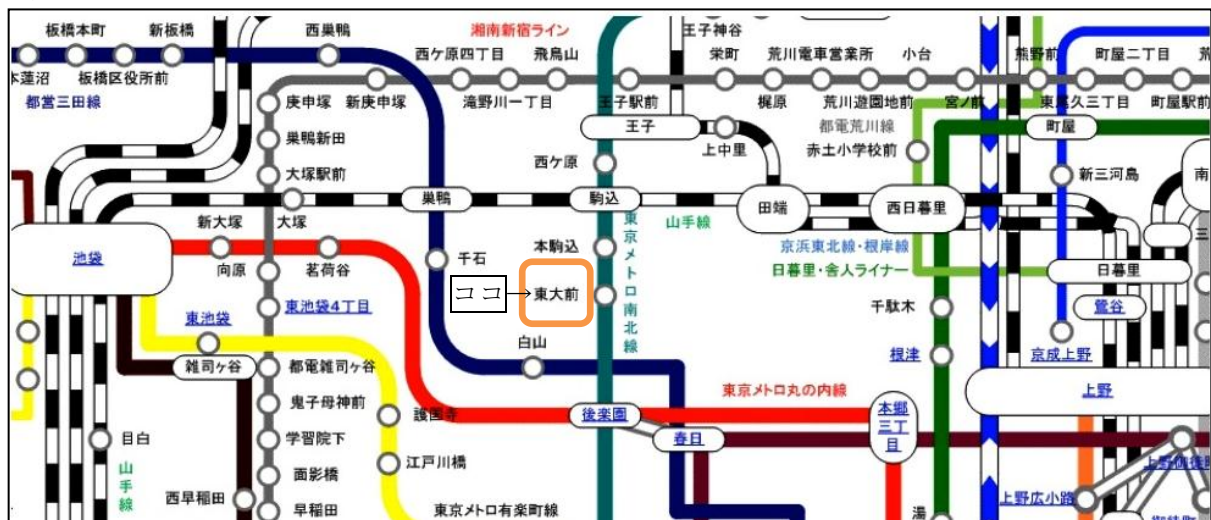 板橋本町
新板橋
西巣鴨
湘南新宿ライン
王子神谷
西ケ原四丁目
飛鳥山
栄町
荒川電車営業所
小台
熊野前
町屋二丁目
本蓮沼
板橋区役所前
都営三田線
庚申塚
新庚申塚
滝野川一丁目
王子駅前
梶原
荒川遊園地前
宮ノ前
東尾久三丁目
町屋駅前
巣鴨新田
王子
上中里
都電荒川線
町屋
赤土小学校前
西ケ原
大塚駅前
新三河島
巣鴨
駒込
田端
西日暮里
南
新大塚
大塚
東京メトロ南北線
山手線
池袋
向原
茗荷谷
千石
本駒込
京浜東北線・根岸線
日暮里・舎人ライナー
日暮里
三
ココ→
東大前
東池袋4丁目
千駄木
鶯谷
東池袋
白山
根津
京成上野
雑司ヶ谷
都電雑司ヶ谷
東京メトロ丸の内線
上野
鬼子母神前
護国寺
後楽園
本郷三丁目
目白
学習院下
春日
江戸川橋
上野御徒町
山手線
面影橋
西早稲田
早稲田
東京メトロ有楽町線
湯
上野広小路
御徒町